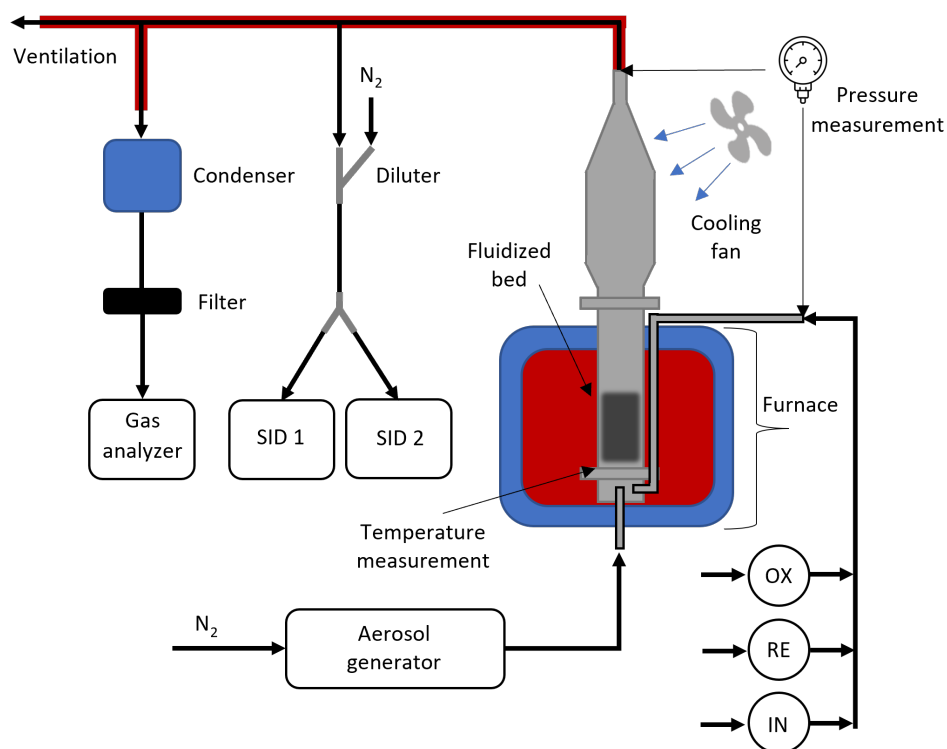 Ventilation
N₂
Pressure
measurement
Condenser
Diluter
Cooling
fan
Fluidized
bed
Filter
Gas
analyzer
SID 1
SID 2
Furnace
Temperature
measurement
OX
N₂
Aerosol
generator
RE
IN